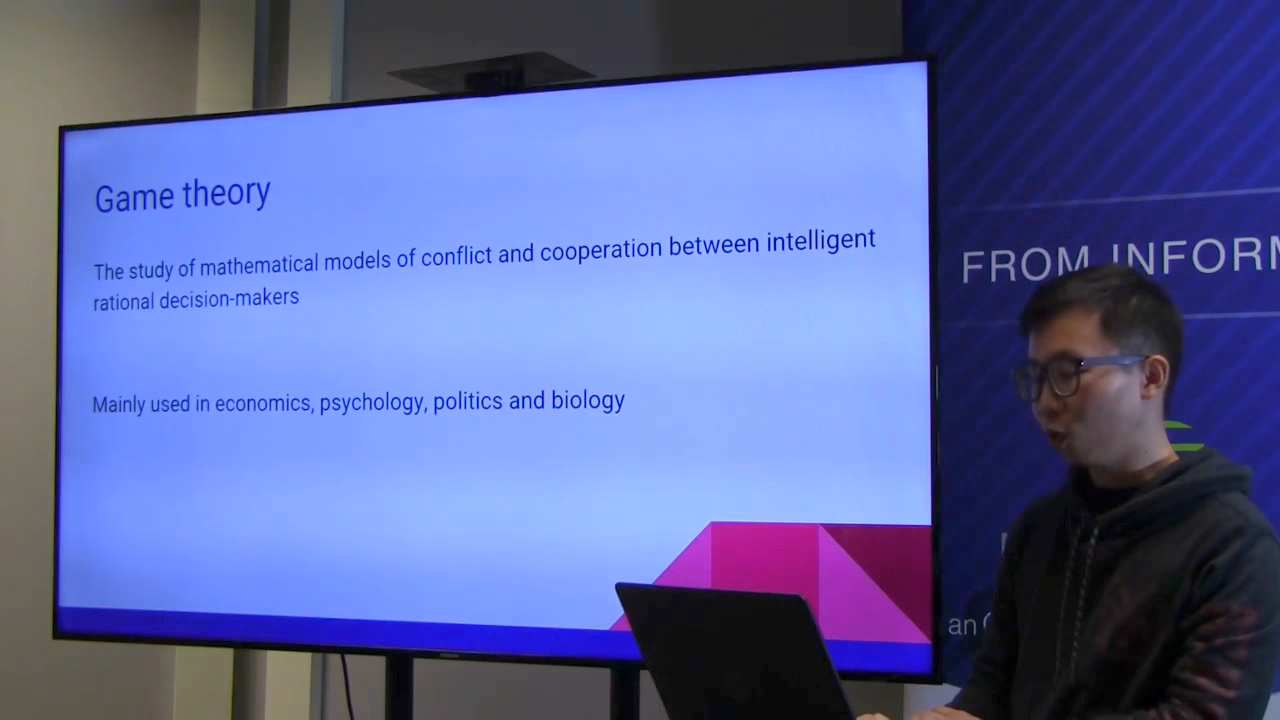 Game theory
The study of mathematical models of conflict and cooperation between intelligent
rational decision-makers
Mainly used in economics, psychology, politics and biology
FROM INFORM
an